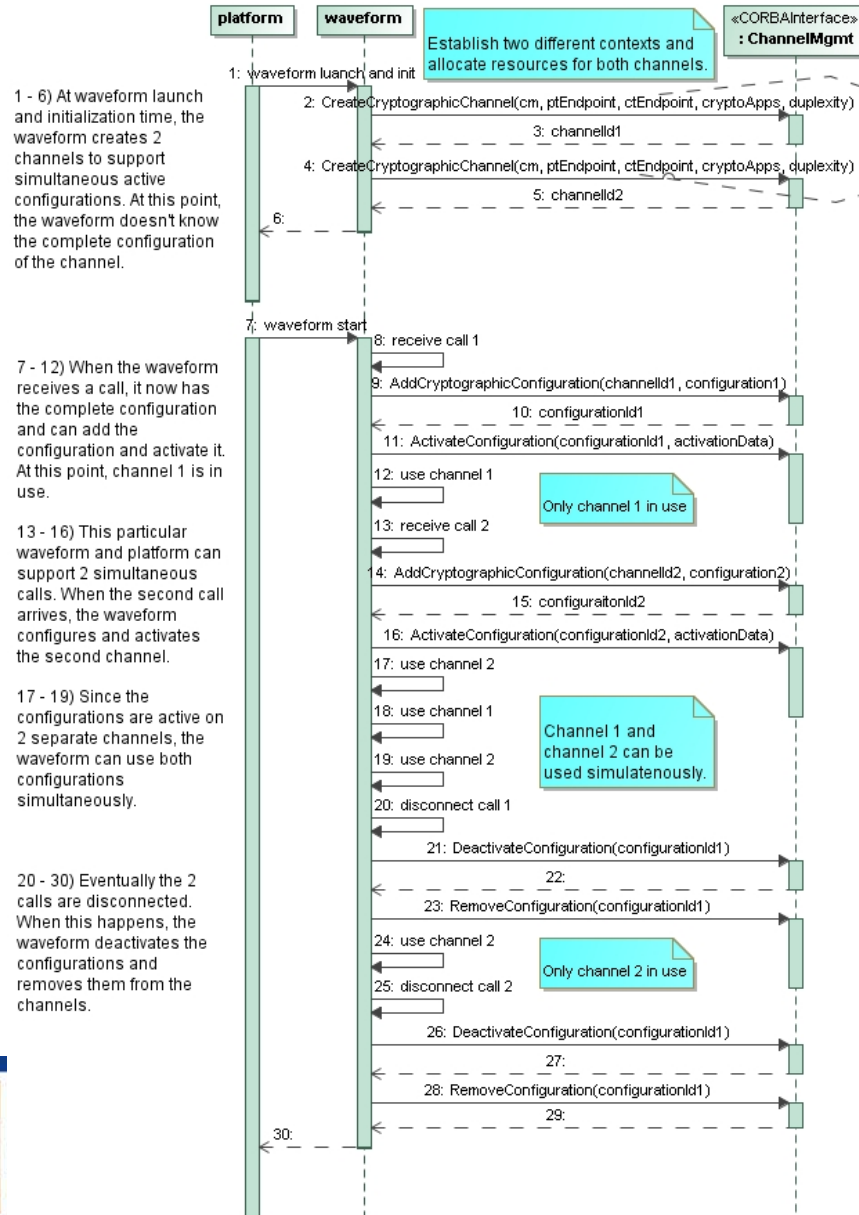 platform
waveform
«CORBAInterface»
: ChannelMgmt
Establish two different contexts and
allocate resources for both channels.
1: waveform luanch and init
1 - 6) At waveform launch
and initialization time, the
waveform creates 2
channels to support
simultaneous active
configurations. At this point,
the waveform doesn't know
the complete configuration
of the channel.
2: CreateCryptographicChannel(cm, ptEndpoint, ctEndpoint, cryptoApps, duplexity)
3: channelId1
4: CreateCryptographicChannel(cm, ptEndpoint, ctEndpoint, cryptoApps, duplexity)
5: channelId2
6:
7: waveform start
8: receive call 1
7 - 12) When the waveform
receives a call, it now has
the complete configuration
and can add the
configuration and activate it.
At this point, channel 1 is in
use.
9: AddCryptographicConfiguration(channelId1, configuration1)
10: configurationId1
11: ActivateConfiguration(configurationId1, activationData)
12: use channel 1
Only channel 1 in use
13: receive call 2
13 - 16) This particular
waveform and platform can
support 2 simultaneous
calls. When the second call
arrives, the waveform
configures and activates
the second channel.
14: AddCryptographicConfiguration(channelId2, configuration2)
15: configuraitonId2
16: ActivateConfiguration(configurationId2, activationData)
17: use channel 2
17 - 19) Since the
configurations are active on
2 separate channels, the
waveform can use both
configurations
simultaneously.
18: use channel 1
Channel 1 and
channel 2 can be
used simulatenously.
19: use channel 2
20: disconnect call 1
21: DeactivateConfiguration(configurationId1)
22:
20 - 30) Eventually the 2
calls are disconnected.
When this happens, the
waveform deactivates the
configurations and
removes them from the
channels.
23: RemoveConfiguration(configurationId1)
24: use channel 2
Only channel 2 in use
25: disconnect call 2
26: DeactivateConfiguration(configurationId1)
27:
28: RemoveConfiguration(configurationId1)
29:
30: